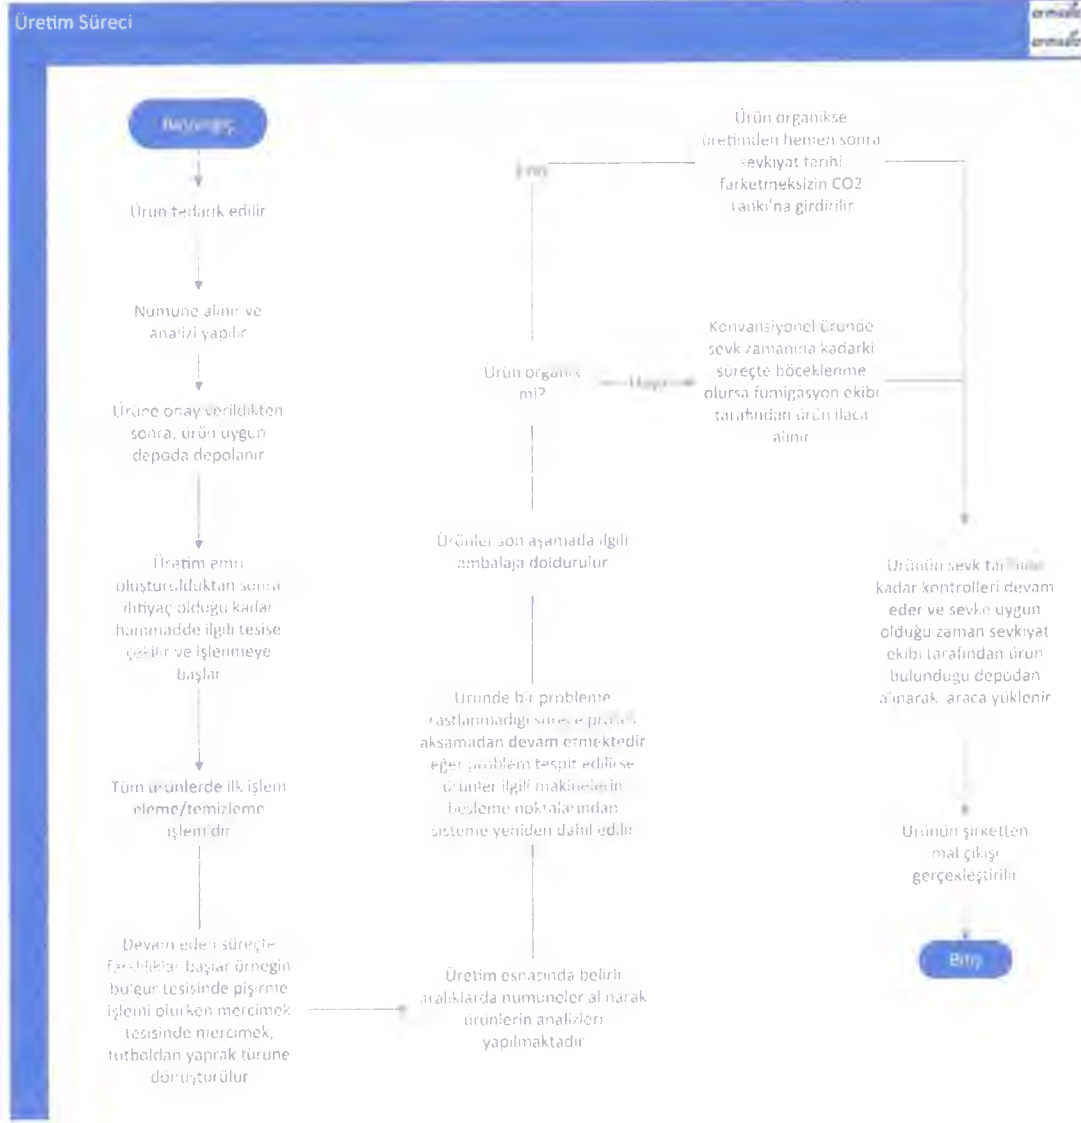 Üretim Süreci
Başlangıç
Ürün tedarik edilir
Numune alınır ve
analizi yapılır
Ürüne onay verildikten
sonra, ürün uygun
depoda depolanır
Üretim emri
oluşturulduktan sonra
ihtiyaç olduğu kadar
hammadde ilgili tesise
çekilir ve işlenmeye
başlar
Tüm ürünlerde ilk işlem
eleme/temizleme
işlemidir
Devam eden süreçte
farklılıklar başlar örneğin
bulgur tesisinde pişirme
işlemi olurken mercimek
tesisinde mercimek,
futboldan yaprak türüne
dönüştürülür
Üretim esnasında belirli
aralıklarda numuneler alınarak
ürünlerin analizleri
yapılmaktadır
Üründe bir probleme
rastlanmadığı sürece
aksamadan devam etmektedir
eğer problem tespit edilirse
ürünler ilgili makinelerin
besleme noktalarından
sisteme yeniden dahil edilir
Ürünler son aşamada ilgili
ambalaja doldurulur
Ürün organik
mi?
Hayır
Ürün organikse
üretimden hemen sonra
sevkiyat tarihi
farketmeksizin CO2
tankı'na girdirilir
Konvansiyonel üründe
sevk zamanına kadarki
süreçte böceklenme
olursa fumigasyon ekibi
tarafından ürün ilaca
alınır
Ürünün sevk
kadar kontrolleri devam
eder ve sevke uygun
olduğu zaman sevkiyat
ekibi tarafından ürün
bulunduğu depodan
alınarak, araca yüklenir
Ürünün şirketten
mal çıkışı
gerçekleştirilir
Bitiş